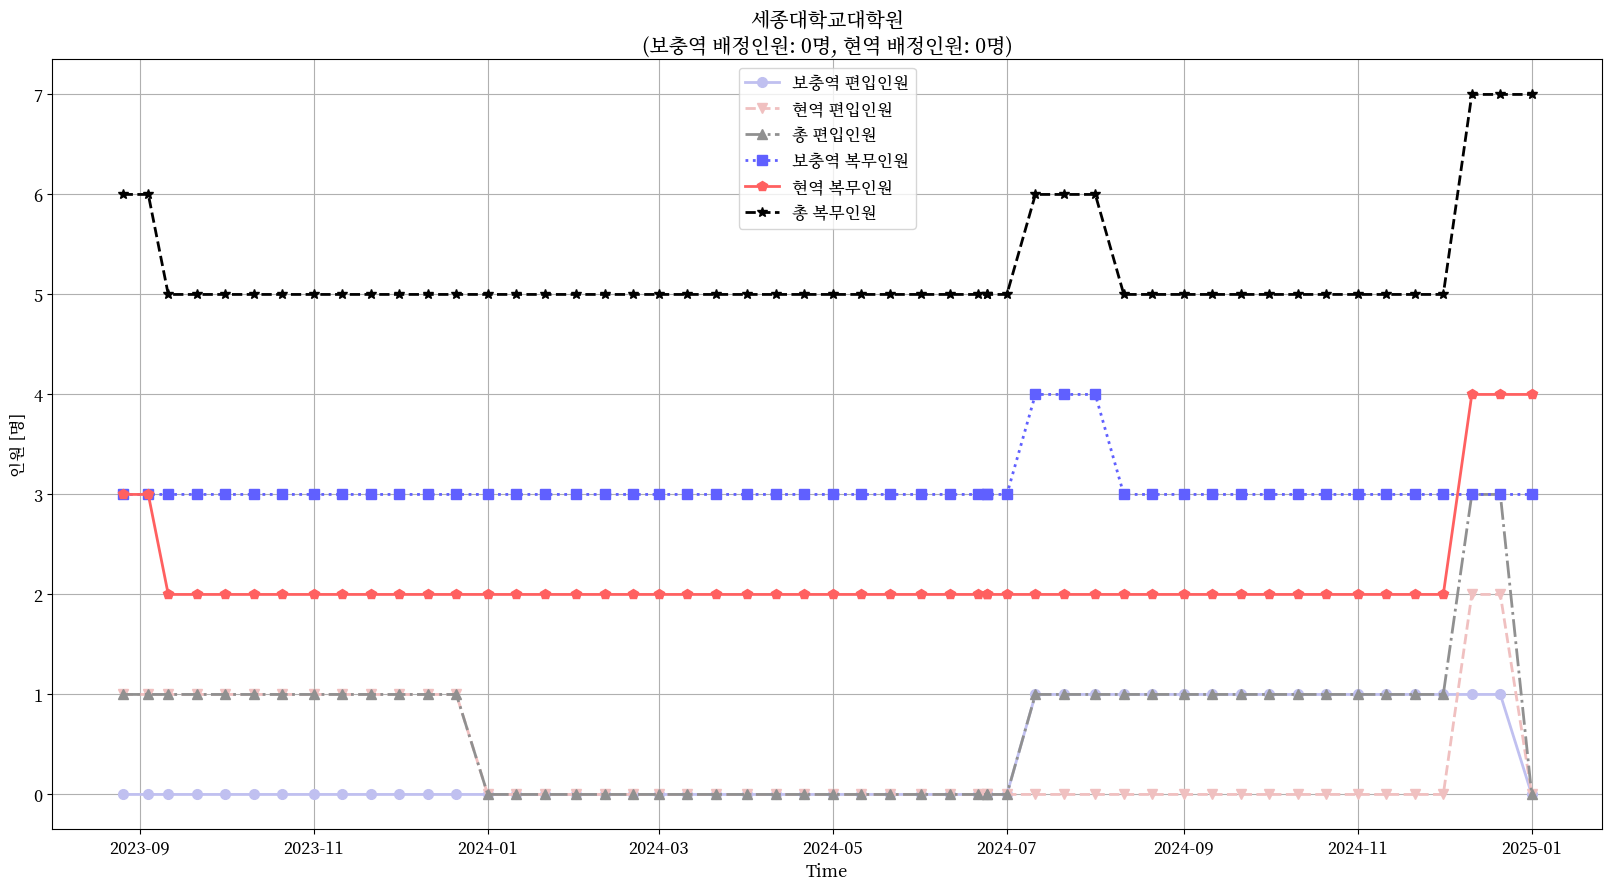 세종대학교대학원
(보충역 배정인원: 0명, 현역 배정인원: 0명)
보충역 편입인원
현역 편입인원
총 편입인원
보충역 복무인원
현역 복무인원
총 복무인원
인원 [명]
7
6
5
4
3
2
1
0
2023-09
2023-11
2024-01
2024-03
2024-05
2024-07
2024-09
2024-11
2025-01
Time